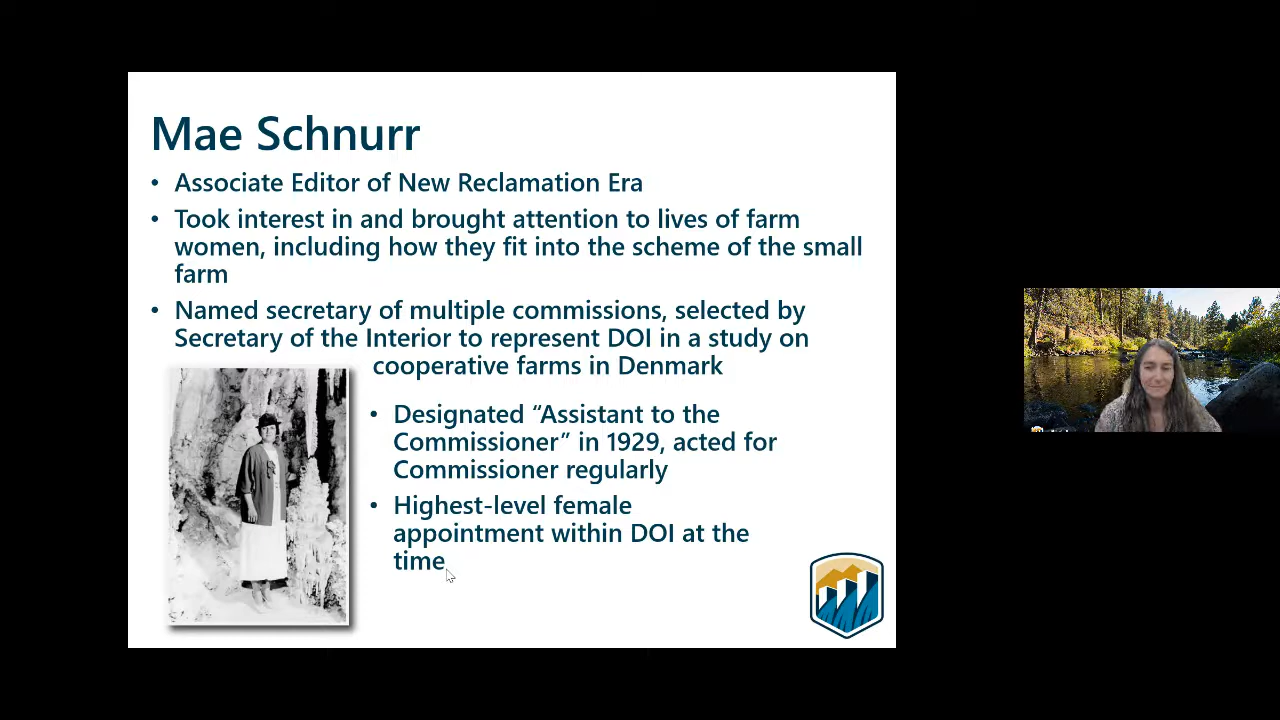 Mae Schnurr
• Associate Editor of New Reclamation Era
• Took interest in and brought attention to lives of farm
women, including how they fit into the scheme of the small
farm
• Named secretary of multiple commissions, selected by
Secretary of the Interior to represent DOI in a study on
cooperative farms in Denmark
• Designated “Assistant to the
Commissioner” in 1929, acted for
Commissioner regularly
• Highest-level female
appointment within DOI at the
time